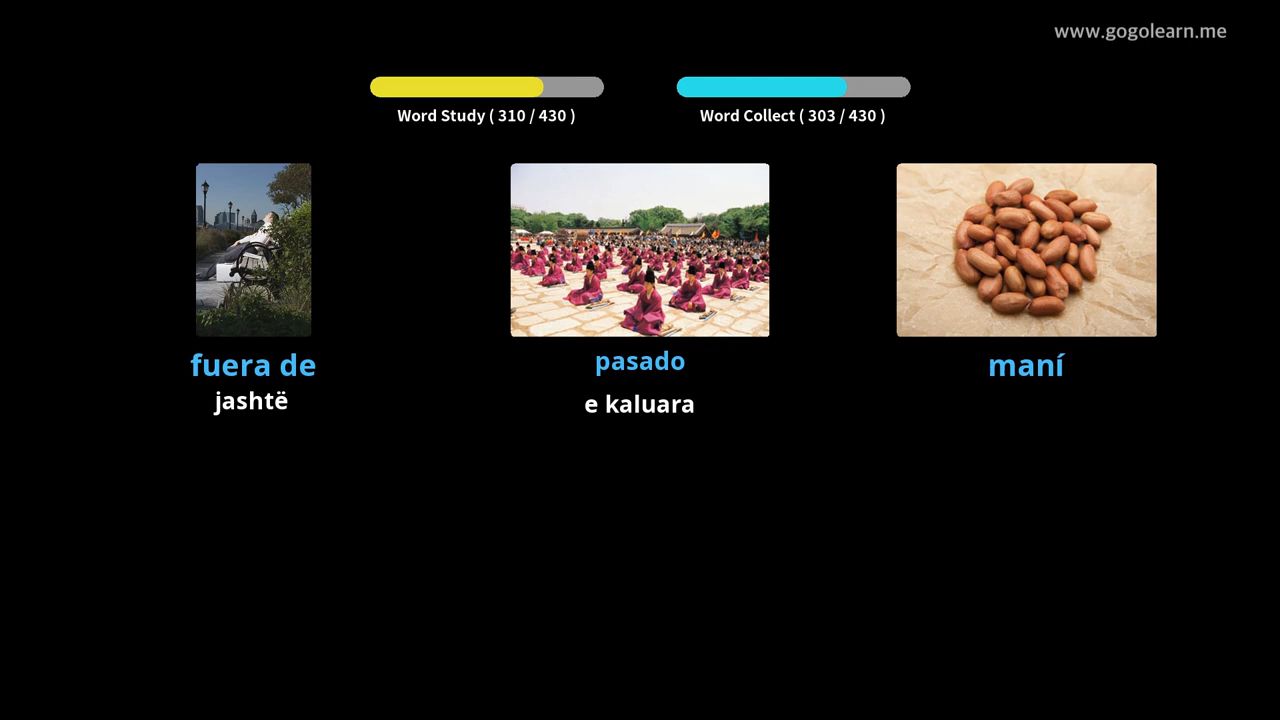 www.gogolearn.me
Word Study ( 310 / 430 )
Word Collect ( 303 / 430 )
fuera de
jashtë
pasado
e kaluara
maní